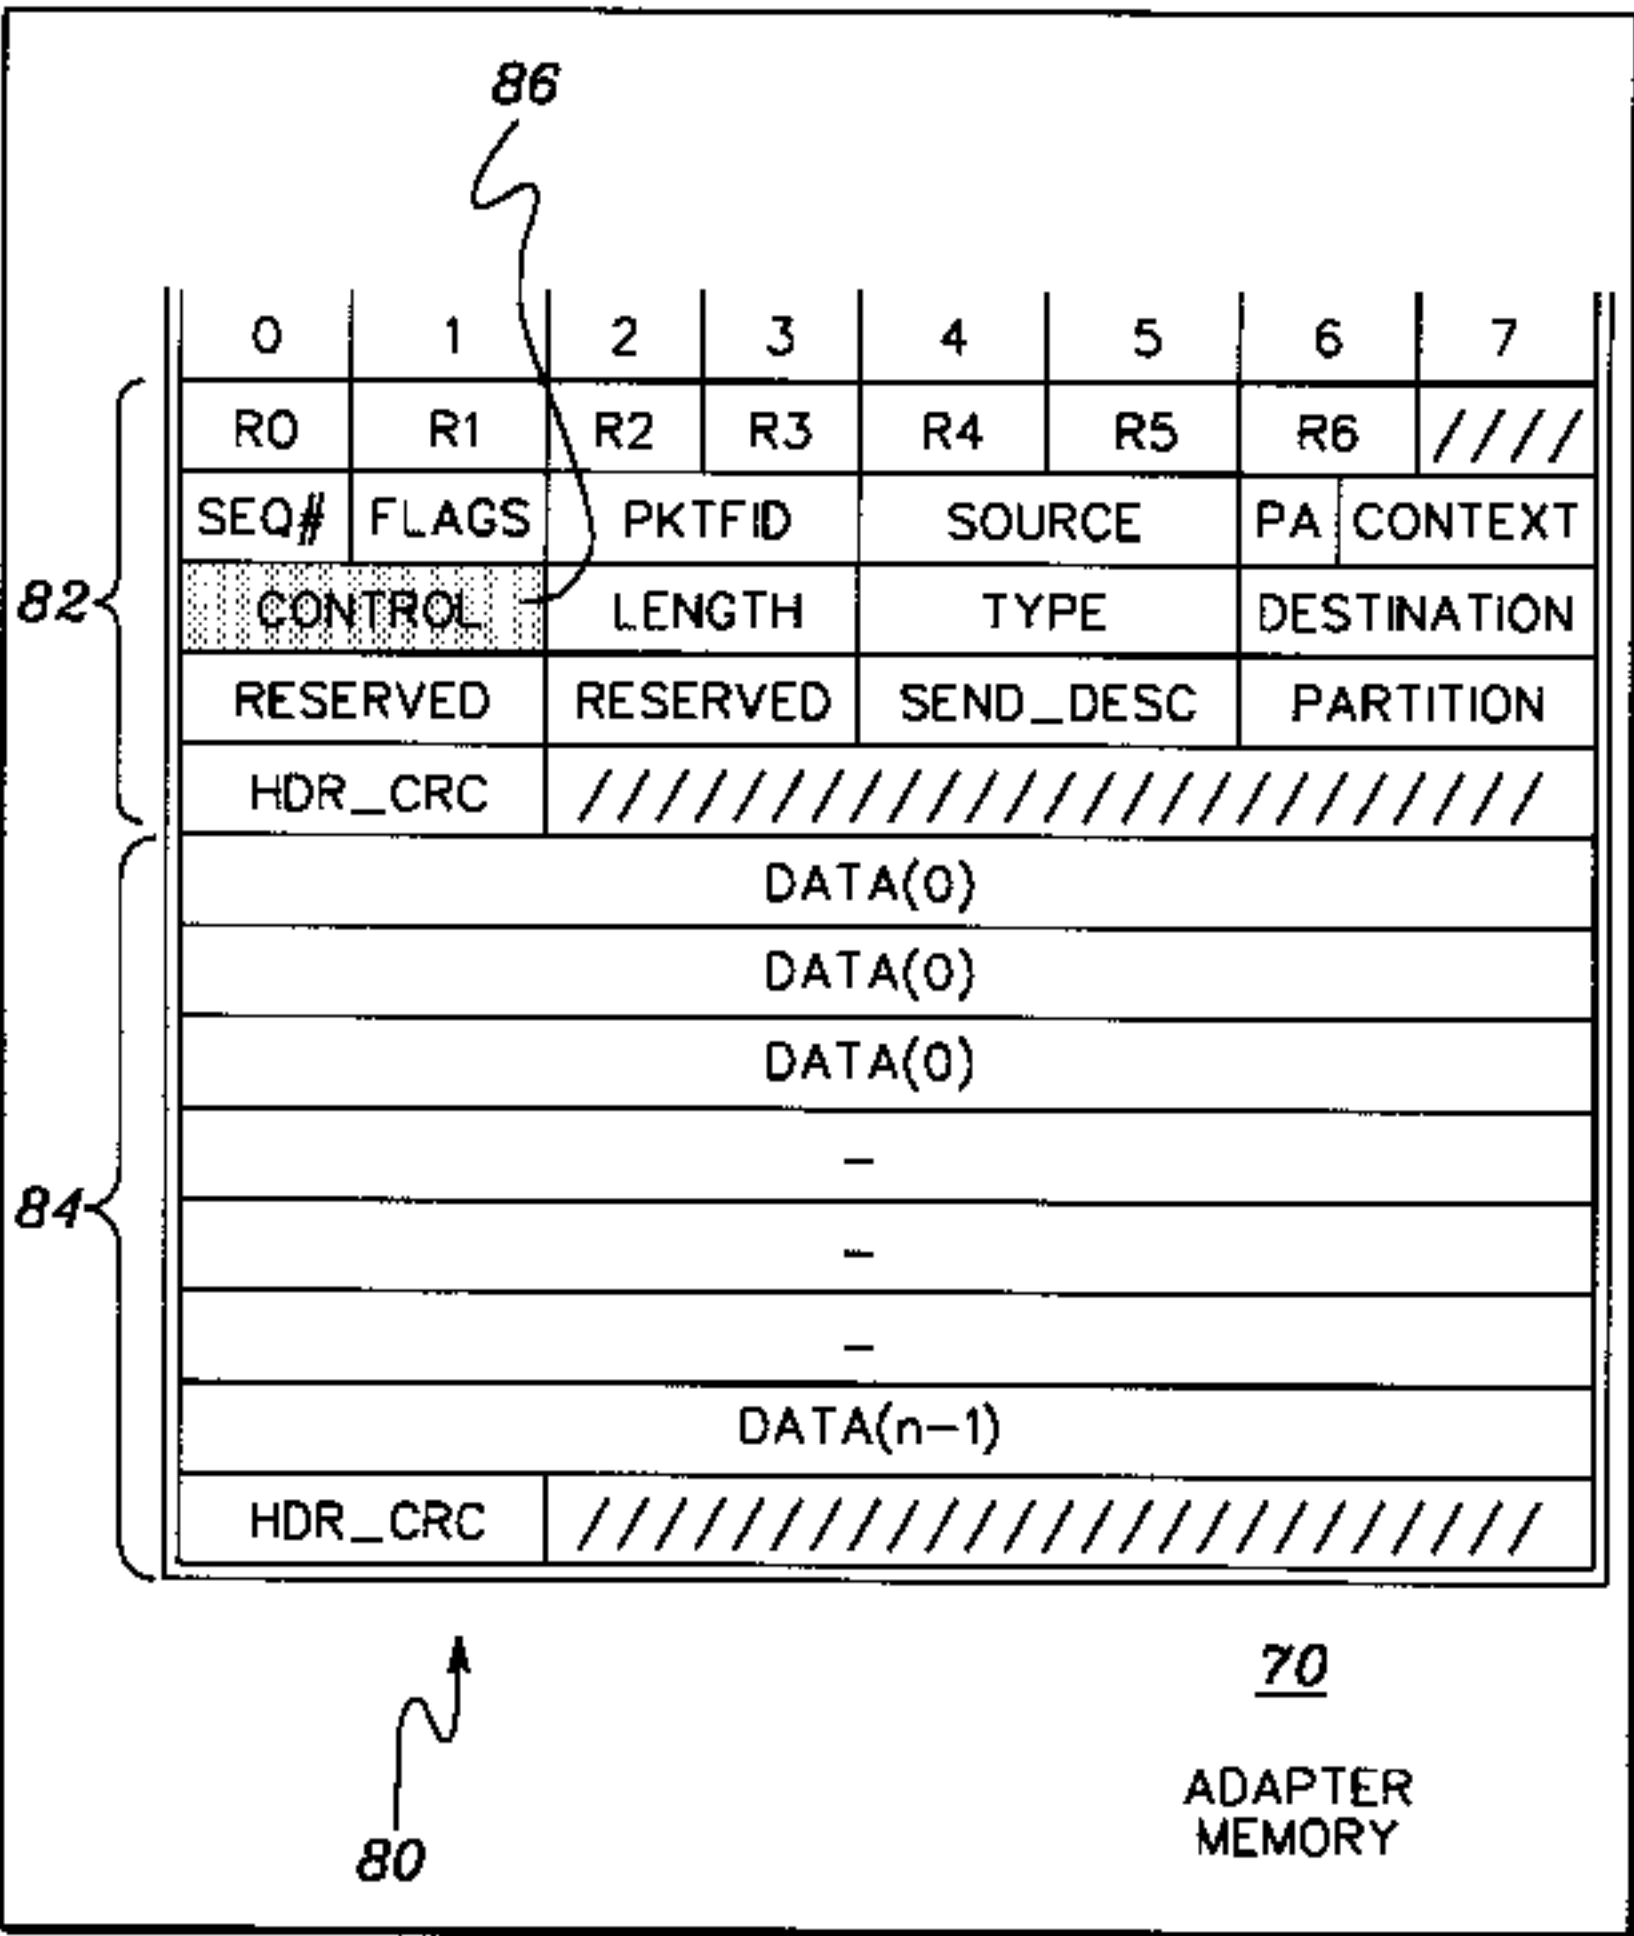 86
0 1 2 3 4 5 6 7
R0 R1 R2 R3 R4 R5 R6 ////
SEQ# FLAGS PKTFID SOURCE PA CONTEXT
82 CONTROL LENGTH TYPE DESTINATION
RESERVED RESERVED SEND_DESC PARTITION
HDR_CRC ///////////////////////////
DATA(0)
DATA(0)
DATA(0)
–
84 –
–
DATA(n-1)
HDR_CRC ///////////////////////////
70
80
ADAPTER
MEMORY